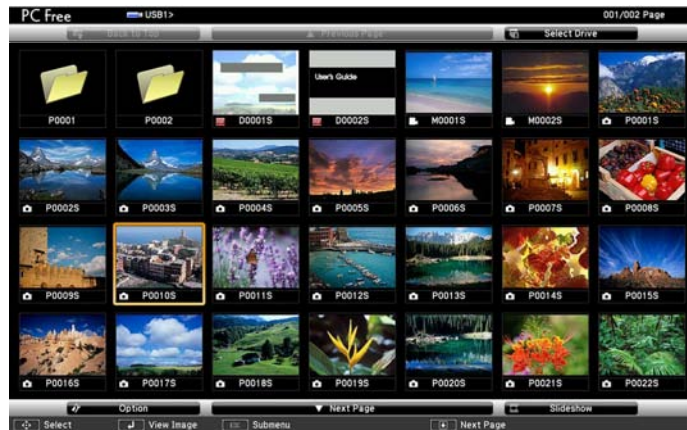 PC Free USB1> 001/002 Page
Back to Top Previous Page Select Drive
User's Guide
P0001 P0002 D0001S D0002S M0001S M0002S P0001S
P0002S P0003S P0004S P0005S P0006S P0007S P0008S
P0009S P0010S P0011S P0012S P0013S P0014S P0015S
P0016S P0017S P0018S P0019S P0020S P0021S P0022S
Option Next Page Slideshow
Select View Image Esc Submenu Next Page